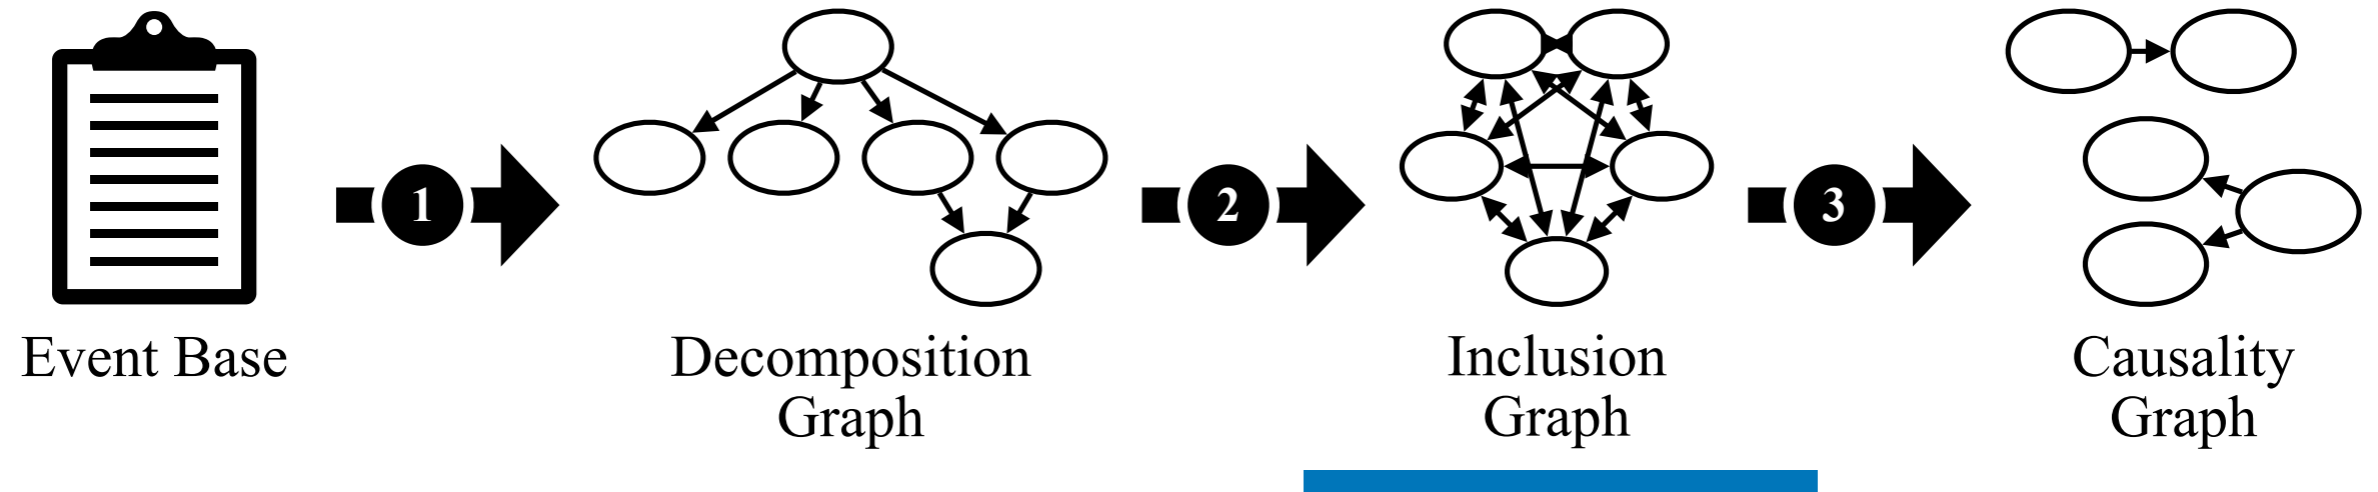 1
2
3
Event Base
Decomposition
Graph
Inclusion
Graph
Causality
Graph